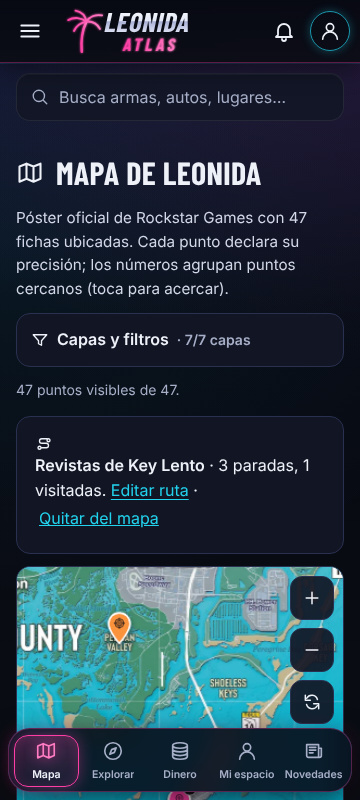 LEONIDA
ATLAS
Busca armas, autos, lugares...
MAPA DE LEONIDA
Póster oficial de Rockstar Games con 47
fichas ubicadas. Cada punto declara su
precisión; los números agrupan puntos
cercanos (toca para acercar).
Capas y filtros · 7/7 capas
47 puntos visibles de 47.
Revistas de Key Lento · 3 paradas, 1
visitadas. Editar ruta ·
Quitar del mapa
UNTY
VALLEY
SHOELESS
KEYS
Mapa
Explorar
Dinero
Mi espacio
Novedades